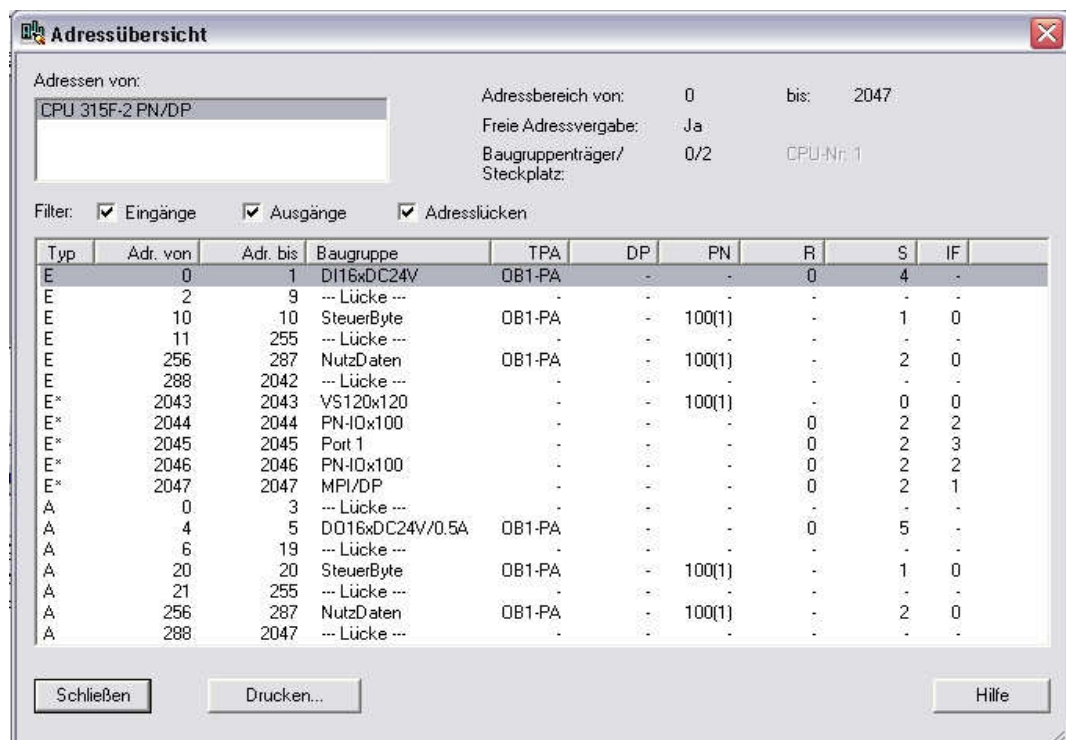 Adressübersicht
Adressen von:
CPU 315F-2 PN/DP
Adressbereich von: 0 bis: 2047
Freie Adressvergabe: Ja
Baugruppenträger/ 0/2 CPU-Nr. 1
Steckplatz:
Filter: Eingänge Ausgänge Adresslücken
Typ Adr. von Adr. bis Baugruppe TPA DP PN R S IF
E 0 1 DI16xDC24V OB1-PA - - 0 4 -
E 2 9 --- Lücke --- - - - - - -
E 10 10 SteuerByte OB1-PA - 100(1) - 1 0
E 11 255 --- Lücke --- - - - - - -
E 256 287 NutzDaten OB1-PA - 100(1) - 2 0
E 288 2042 --- Lücke --- - - - - - -
E* 2043 2043 VS120x120 - - 100(1) - 0 0
E* 2044 2044 PN-IOx100 - - - 0 2 2
E* 2045 2045 Port 1 - - - 0 2 3
E* 2046 2046 PN-IOx100 - - - 0 2 2
E* 2047 2047 MPI/DP - - - 0 2 1
A 0 3 --- Lücke --- - - - - - -
A 4 5 DO16xDC24V/0.5A OB1-PA - - 0 5 -
A 6 19 --- Lücke --- - - - - - -
A 20 20 SteuerByte OB1-PA - 100(1) - 1 0
A 21 255 --- Lücke --- - - - - - -
A 256 287 NutzDaten OB1-PA - 100(1) - 2 0
A 288 2047 --- Lücke --- - - - - - -
Schließen Drucken... Hilfe